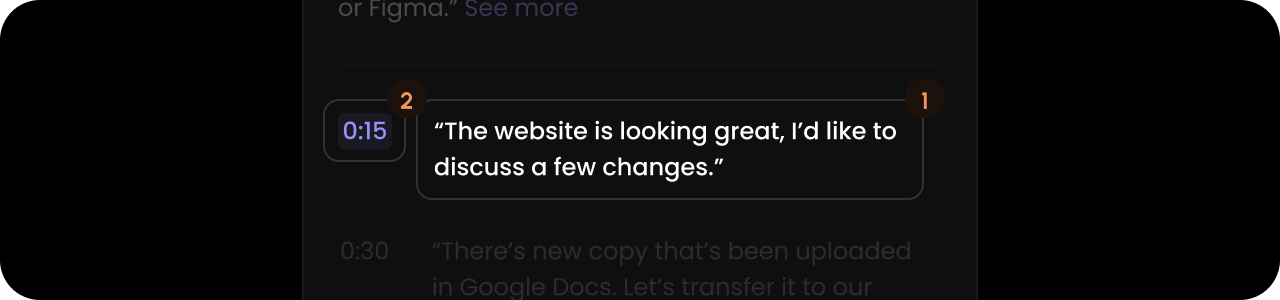 or Figma.” See more
2
1
0:15
“The website is looking great, I’d like to
discuss a few changes.”
0:30
“There’s new copy that’s been uploaded
in Google Docs. Let’s transfer it to our